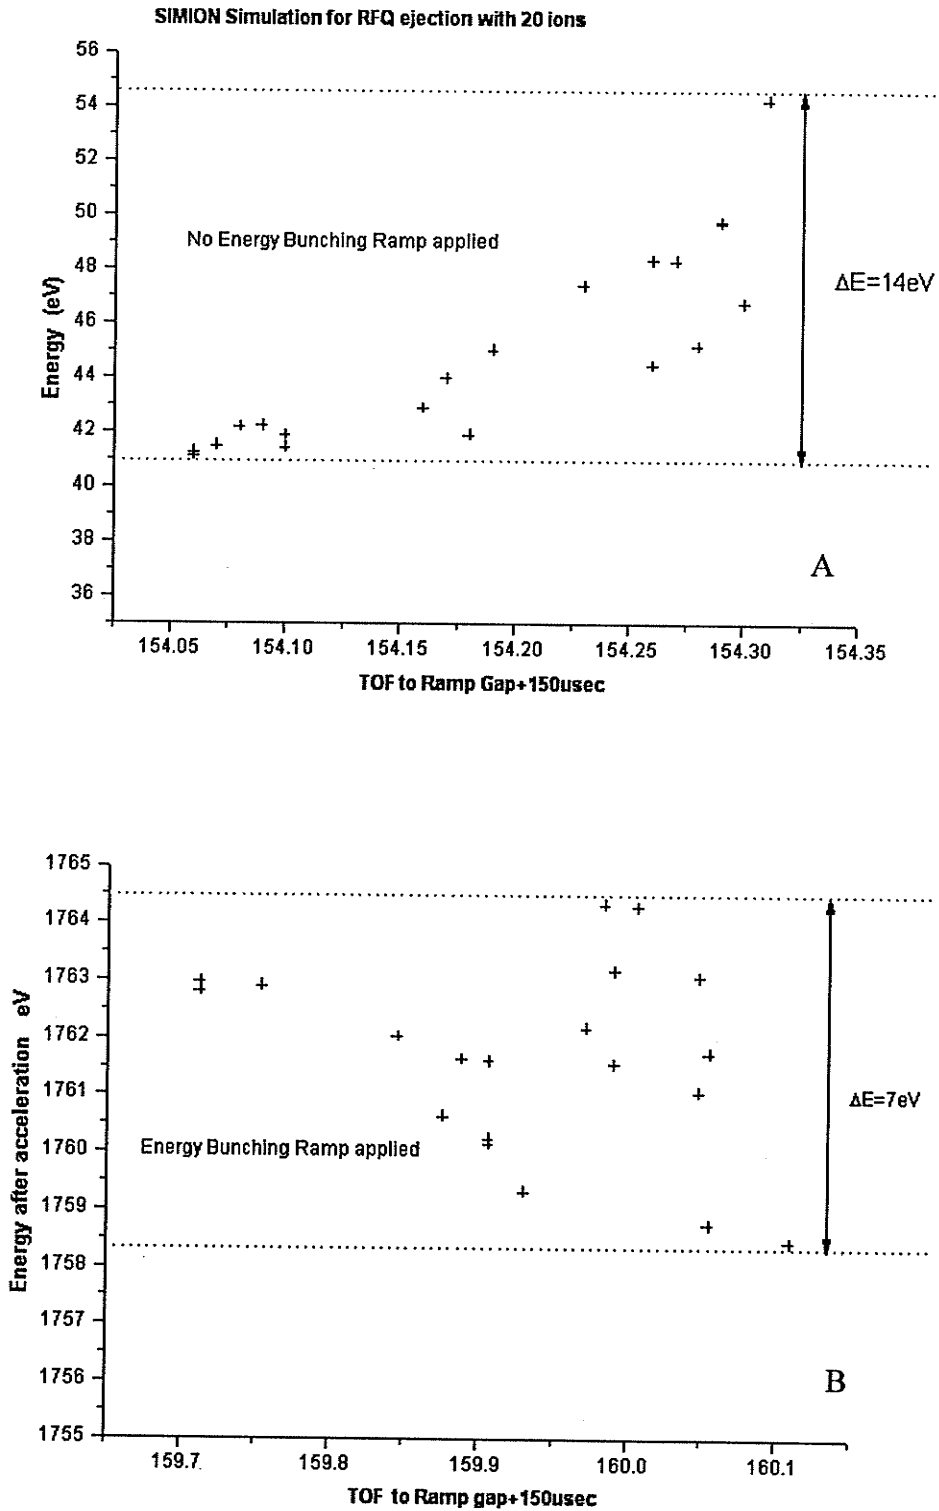 SIMION Simulation for RFQ ejection with 20 ions
56
54
52
50
48
46
44
42
40
38
36
Energy (eV)
No Energy Bunching Ramp applied
ΔE=14eV
A
154.05 154.10 154.15 154.20 154.25 154.30 154.35
TOF to Ramp Gap+150usec
1765
1764
1763
1762
1761
1760
1759
1758
1757
1756
1755
Energy after acceleration eV
Energy Bunching Ramp applied
ΔE=7eV
B
159.7 159.8 159.9 160.0 160.1
TOF to Ramp gap+150usec